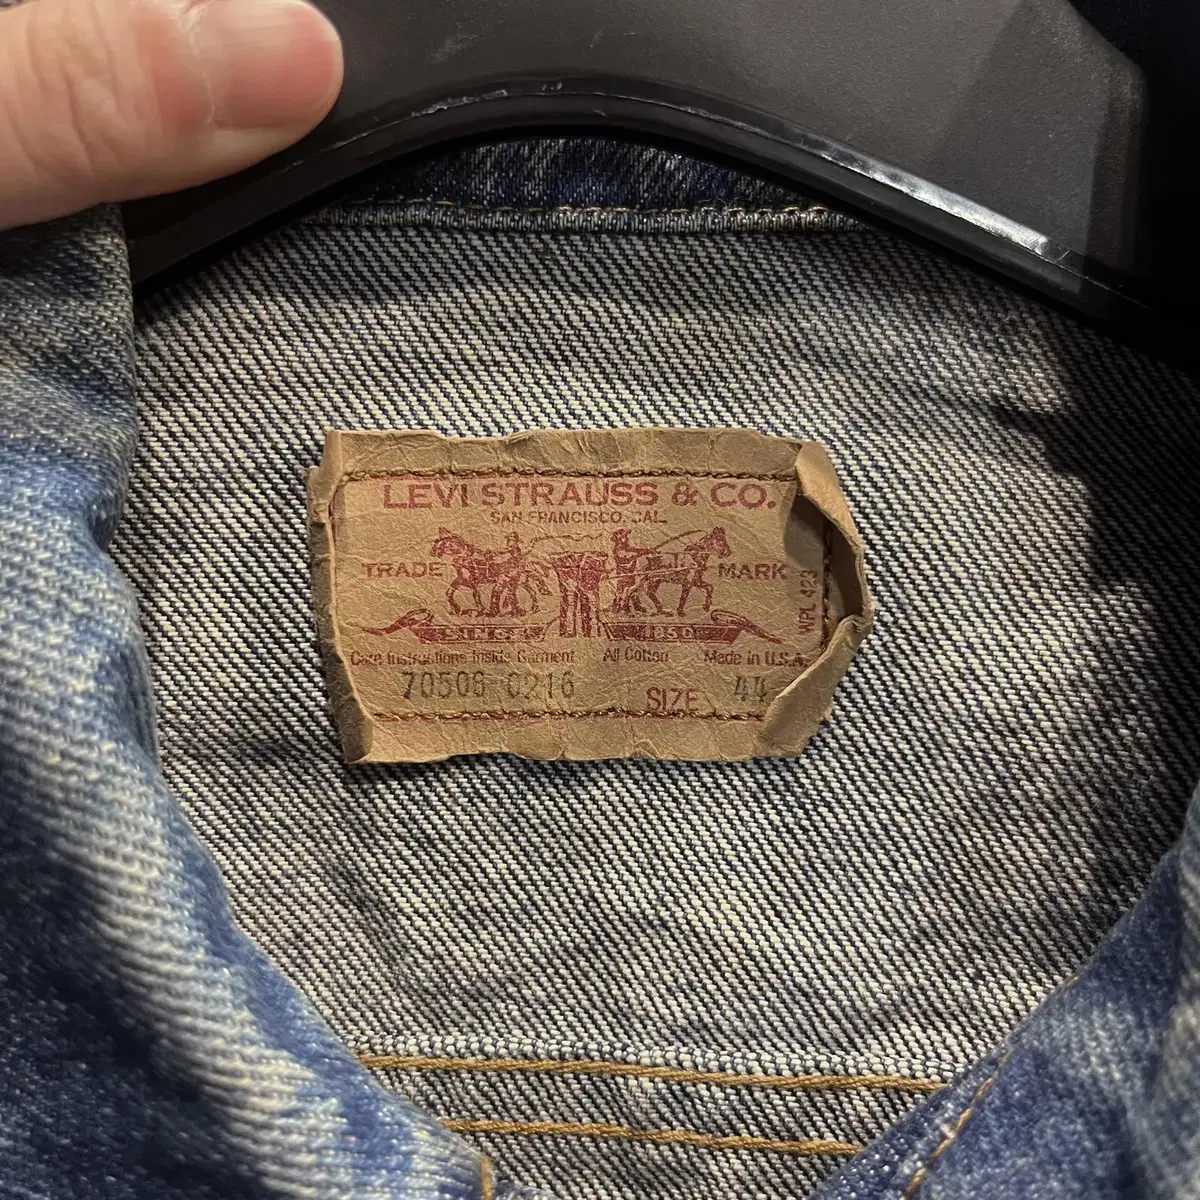 LEVI STRAUSS & CO.
SAN FRANCISCO, CAL.
TRADE MARK
SINCE 1850
WPL 423
Care Instructions Inside Garment All Cotton Made in U.S.A.
70506 0216 SIZE 44